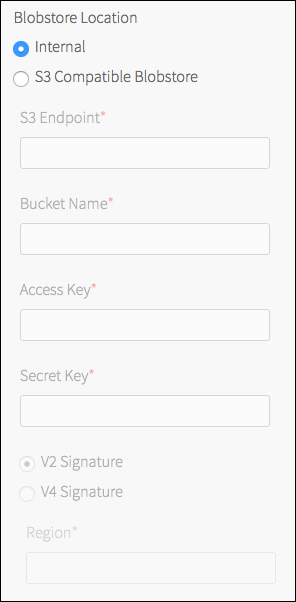 Blobstore Location
Internal
S3 Compatible Blobstore
S3 Endpoint*
Bucket Name*
Access Key*
Secret Key*
V2 Signature
V4 Signature
Region*